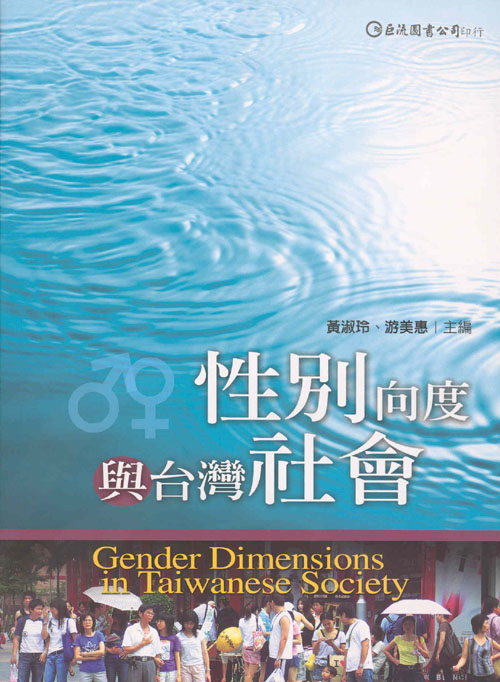 巨流圖書公司印行
黃淑玲、游美惠|主編
性別向度
與台灣社會
Gender Dimensions
in Taiwanese Society